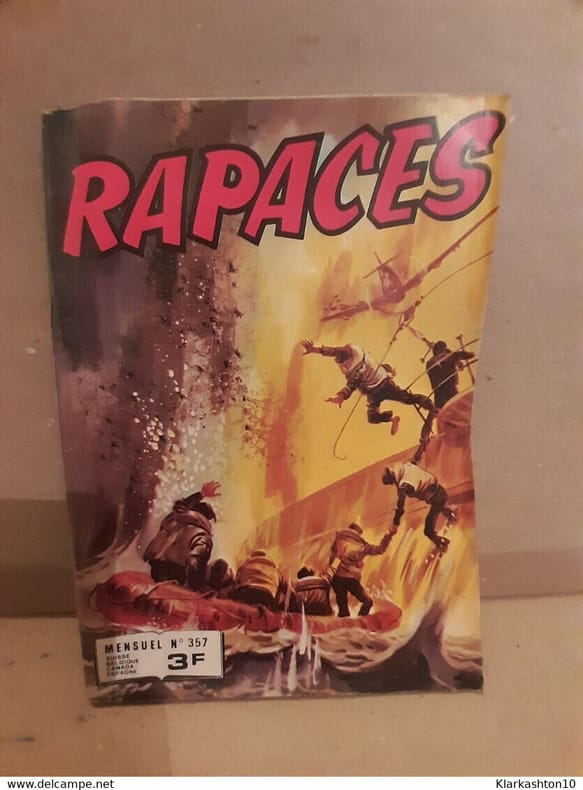 RAPACES
MENSUEL N° 357
SUISSE
BELGIQUE
CANADA
ESPAGNE
3F
www.delcampe.net
Klarkashton10